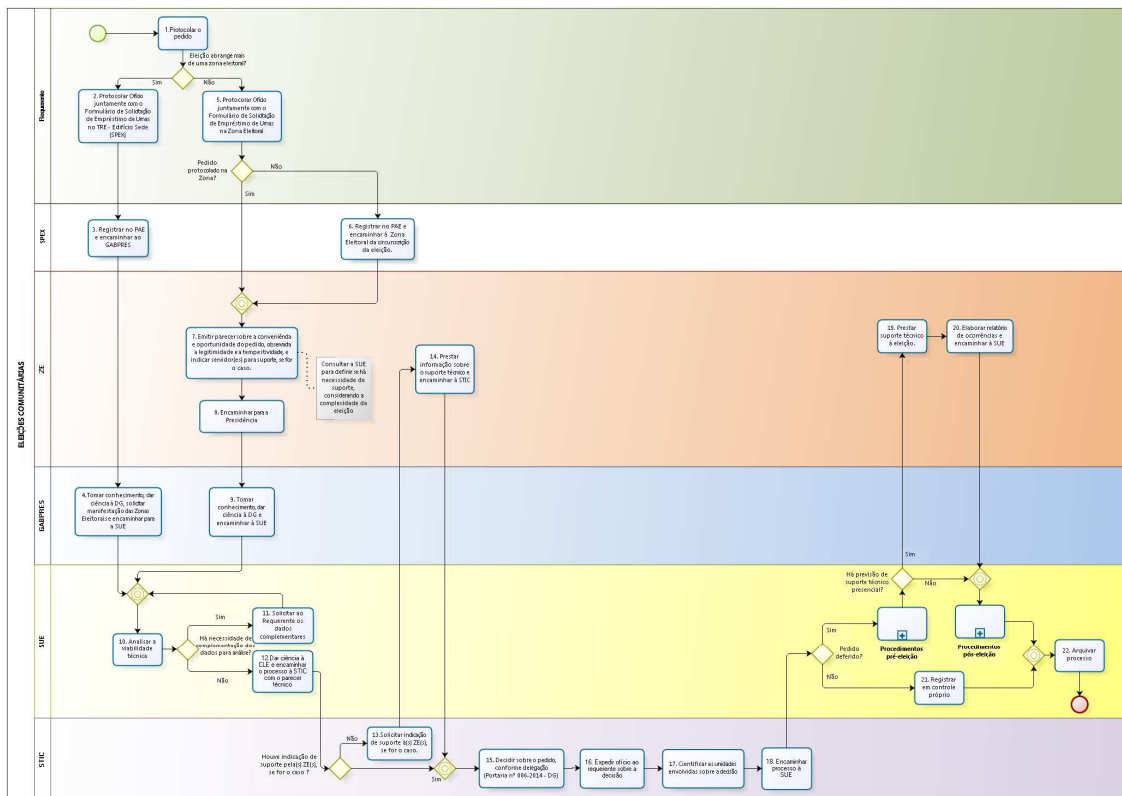 ELEIÇÕES COMUNITÁRIAS
Requerente
1.Protocolar o
pedido
Eleição abrange mais
de uma zona eleitoral?
Sim
Não
2. Protocolar Ofício
juntamente com o
Formulário de Solicitação
de Empréstimo de Urnas
no TRE - Edifício Sede
(SPEX)
5. Protocolar Ofício
juntamente com o
Formulário de Solicitação
de Empréstimo de Urnas
na Zona Eleitoral
Pedido
protocolado na
Zona?
Não
Sim
SPEX
3. Registrar no PAE
e encaminhar ao
GABPRES
6. Registrar no PAE e
encaminhar à Zona
Eleitoral da circunscrição
da eleição.
ZE
7. Emitir parecer sobre a conveniência
e oportunidade do pedido, observada
a legitimidade e a tempestividade, e
indicar servidor(es) para suporte, se for
o caso.
Consultar a SUE
para definir se há
necessidade de
suporte,
considerando a
complexidade da
eleição
8. Encaminhar para a
Presidência
14. Prestar
informação sobre
o suporte técnico e
encaminhar à STIC
19. Prestar
suporte técnico
à eleição.
20. Elaborar relatório
de ocorrências e
encaminhar à SUE
GABPRES
4.Tomar conhecimento, dar
ciência à DG, solicitar
manifestação das Zonas
Eleitorais e encaminhar para
a SUE
9. Tomar
conhecimento, dar
ciência à DG e
encaminhar à SUE
Sim
SUE
10. Analisar a
viabilidade
técnica
Sim
Há necessidade de
complementação dos
dados para análise?
Não
11. Solicitar ao
Requerente os
dados
complementares
12.Dar ciência à
CLE e encaminhar
o processo à STIC
com o parecer
técnico
Há previsão de
suporte técnico
presencial?
Não
Sim
Pedido
deferido?
Não
Procedimentos
pré-eleição
Procedimentos
pós-eleição
21. Registrar
em controle
próprio
22. Arquivar
processo
STIC
Houve indicação de
suporte pela(s) ZE(s),
se for o caso ?
Não
13.Solicitar indicação
de suporte à(s) ZE(s),
se for o caso.
Sim
15. Decidir sobre o pedido,
conforme delegação
(Portaria nº 006-2014 - DG)
16. Expedir ofício ao
requerente sobre a
decisão
17. Cientificar as unidades
envolvidas sobre a decisão
18. Encaminhar
processo à
SUE